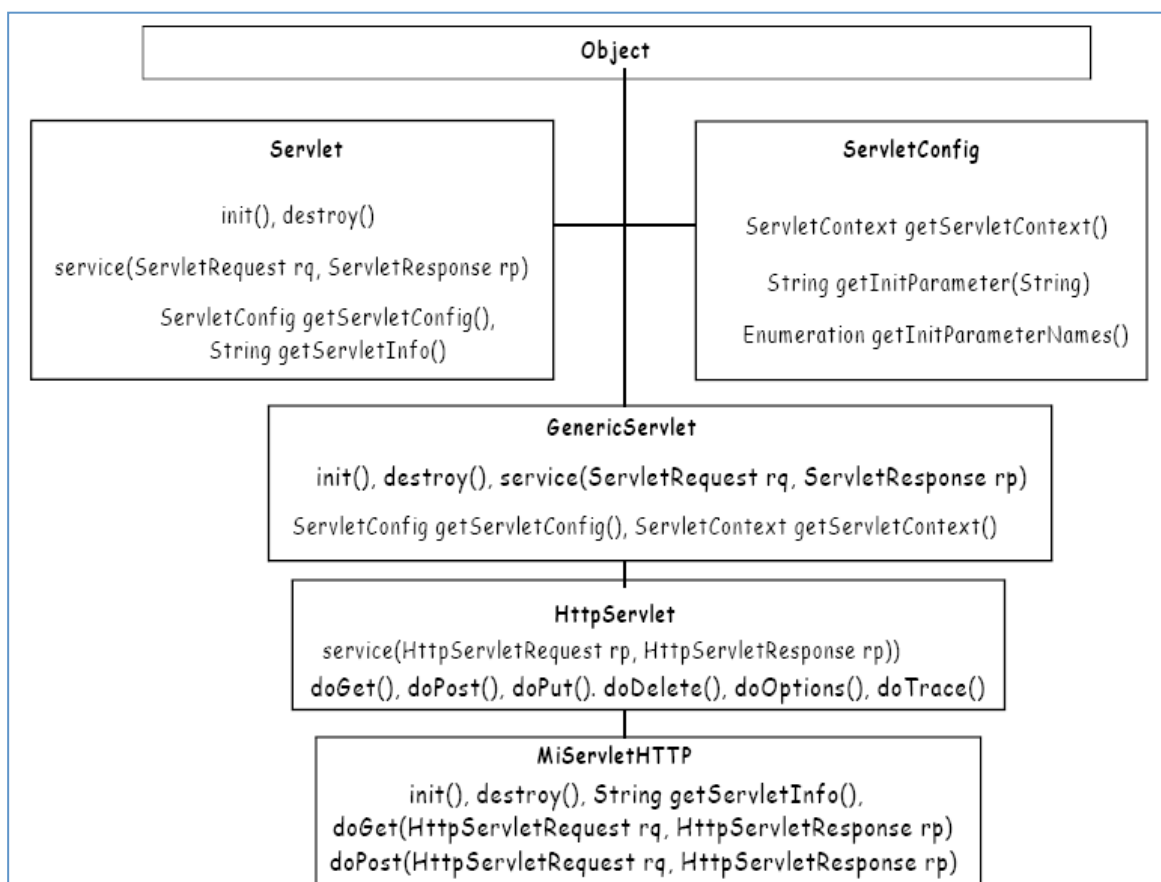 Object
Servlet
init(), destroy()
service(ServletRequest rq, ServletResponse rp)
ServletConfig getServletConfig(),
String getServletInfo()
ServletConfig
ServletContext getServletContext()
String getInitParameter(String)
Enumeration getInitParameterNames()
GenericServlet
init(), destroy(), service(ServletRequest rq, ServletResponse rp)
ServletConfig getServletConfig(), ServletContext getServletContext()
HttpServlet
service(HttpServletRequest rp, HttpServletResponse rp))
doGet(), doPost(), doPut(). doDelete(), doOptions(), doTrace()
MiServletHTTP
init(), destroy(), String getServletInfo(),
doGet(HttpServletRequest rq, HttpServletResponse rp)
doPost(HttpServletRequest rq, HttpServletResponse rp)